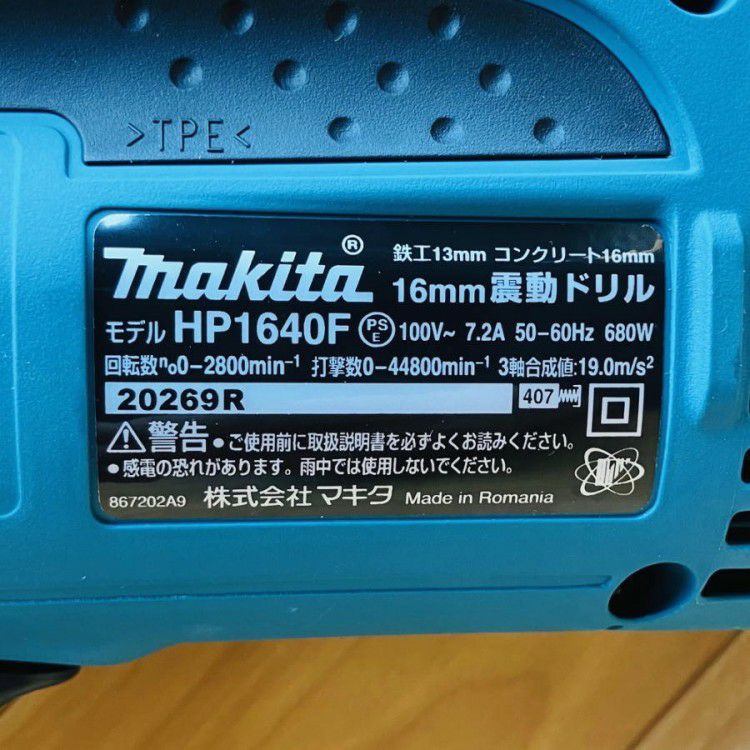 >TPE<
makita®
鉄工13mm コンクリート16mm
16mm 震動ドリル
モデル HP1640F PSE 100V~ 7.2A 50-60Hz 680W
回転数n₀0-2800min⁻¹ 打撃数0-44800min⁻¹ 3軸合成値:19.0m/s²
20269R 407
⚠警告 •ご使用前に取扱説明書を必ずよくお読みください。
•感電の恐れがあります。雨中では使用しないでください。
867202A9 株式会社 マキタ Made in Romania